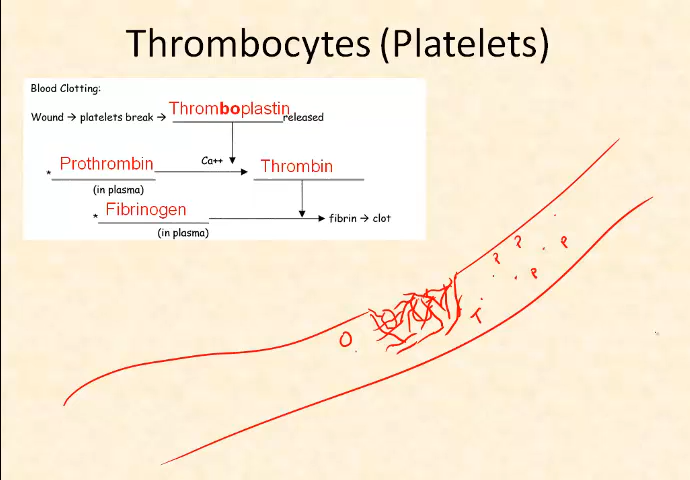 Thrombocytes (Platelets)
Blood Clotting:
Wound → platelets break → Thromboplastin released
* Prothrombin Ca++ Thrombin
(in plasma)
* Fibrinogen fibrin → clot
(in plasma)
P P P
P
T
O